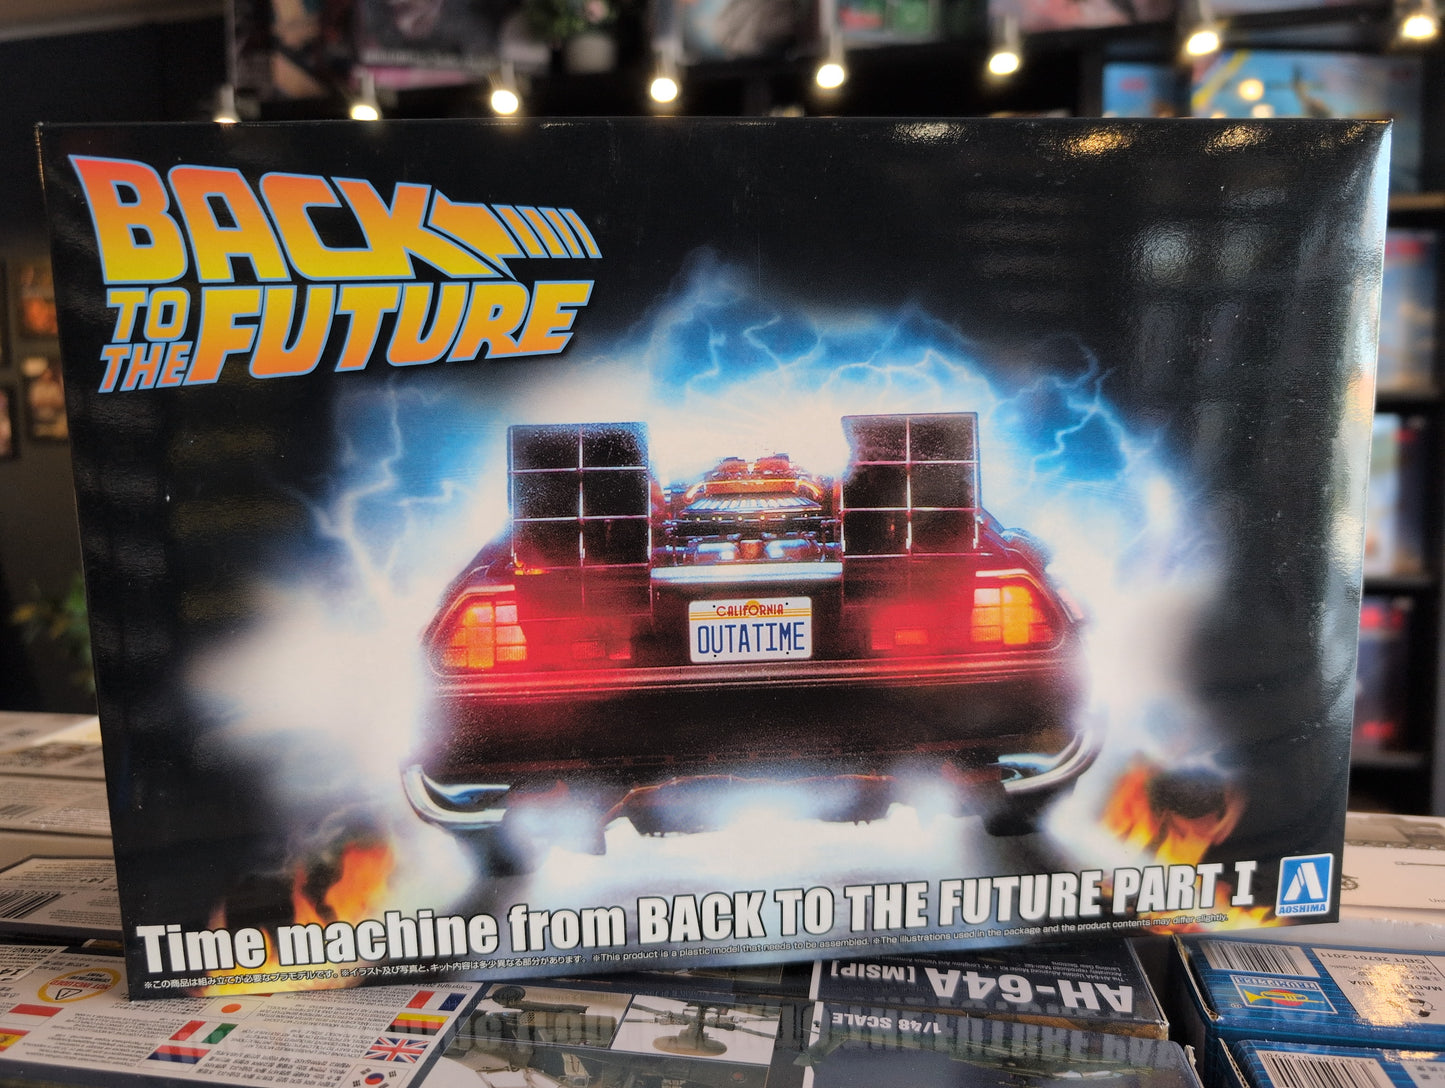 BACK
TO THE FUTURE
CALIFORNIA
OUTATIME
Time machine from BACK TO THE FUTURE PART I
AOSHIMA
※この商品は組み立てが必要なプラモデルです。※イラスト及び写真と、キット内容は多少異なる部分があります。 ※This product is a plastic model that needs to be assembled. ※The illustrations used in the package and the product contents may differ slightly.
AH-64A [MSIP]
1/48 SCALE